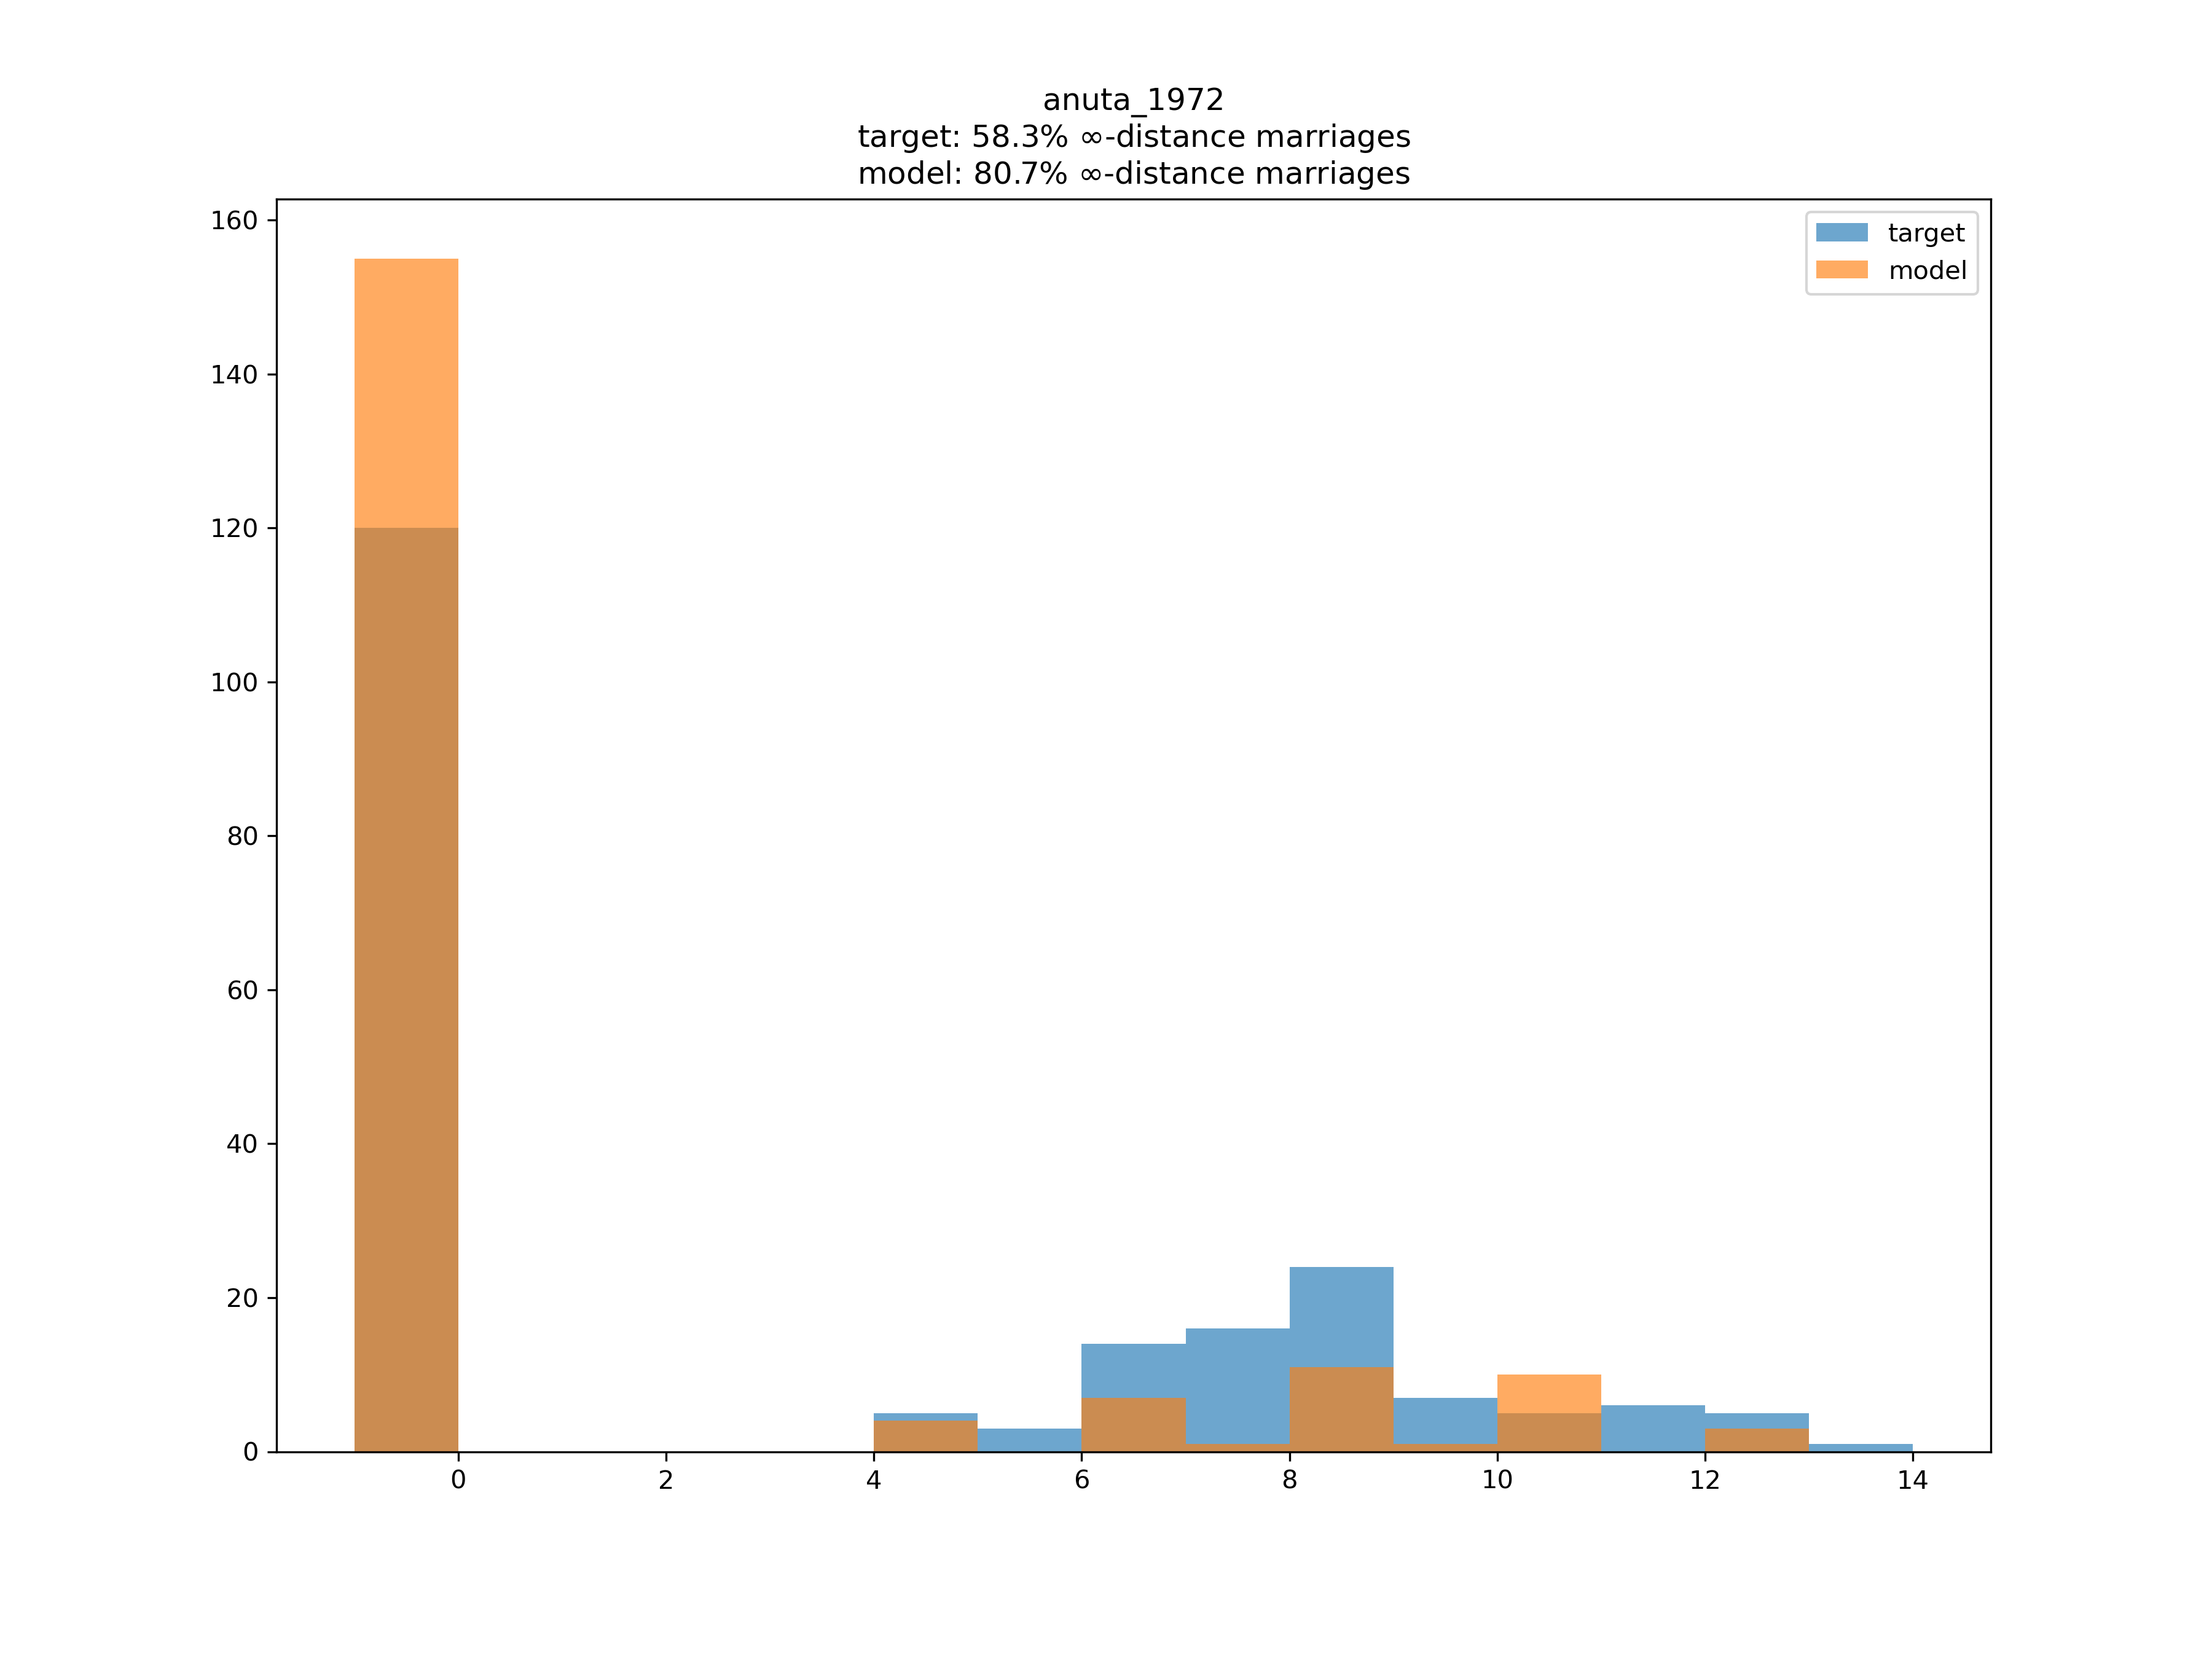 anuta_1972
target: 58.3% ∞-distance marriages
model: 80.7% ∞-distance marriages
target
model
160
140
120
100
80
60
40
20
0
0 2 4 6 8 10 12 14